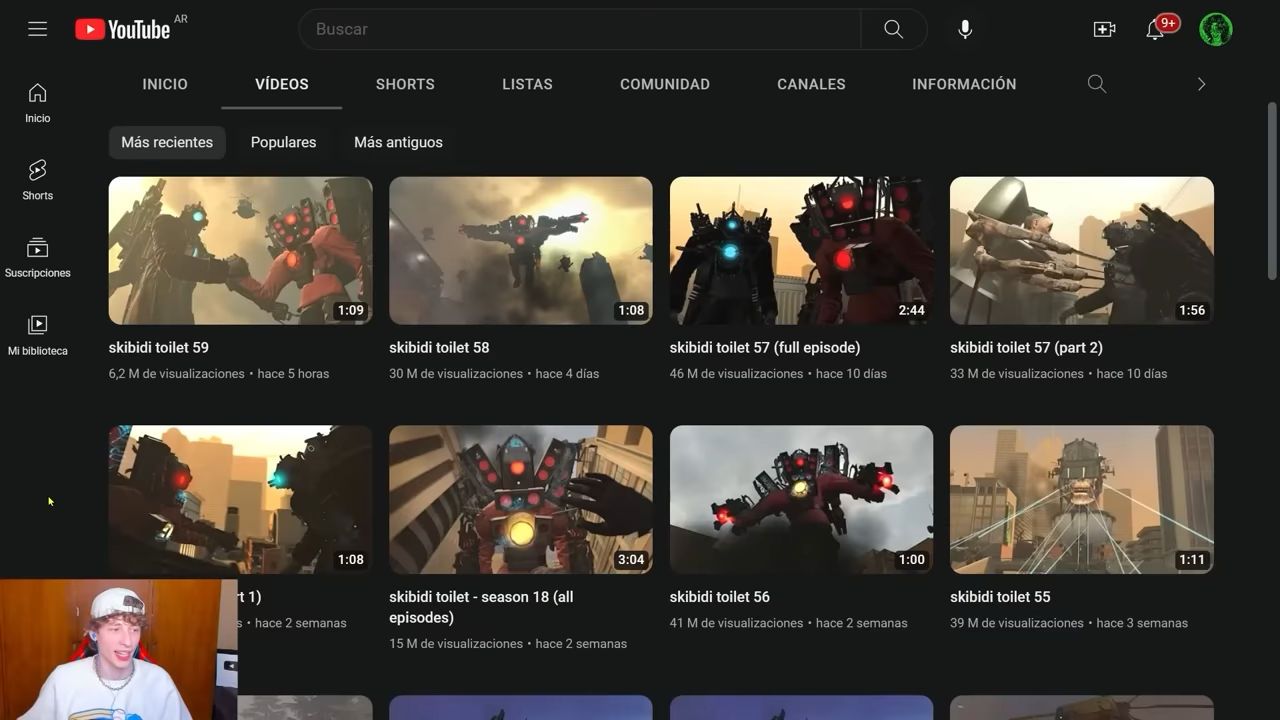 YouTube AR
Buscar
9+
INICIO VÍDEOS SHORTS LISTAS COMUNIDAD CANALES INFORMACIÓN
Inicio
Shorts
Suscripciones
Mi biblioteca
Más recientes Populares Más antiguos
1:09 1:08 2:44 1:56
skibidi toilet 59 skibidi toilet 58 skibidi toilet 57 (full episode) skibidi toilet 57 (part 2)
6,2 M de visualizaciones • hace 5 horas 30 M de visualizaciones • hace 4 días 46 M de visualizaciones • hace 10 días 33 M de visualizaciones • hace 10 días
1:08 3:04 1:00 1:11
rt 1) skibidi toilet - season 18 (all skibidi toilet 56 skibidi toilet 55
episodes)
s • hace 2 semanas 41 M de visualizaciones • hace 2 semanas 39 M de visualizaciones • hace 3 semanas
15 M de visualizaciones • hace 2 semanas